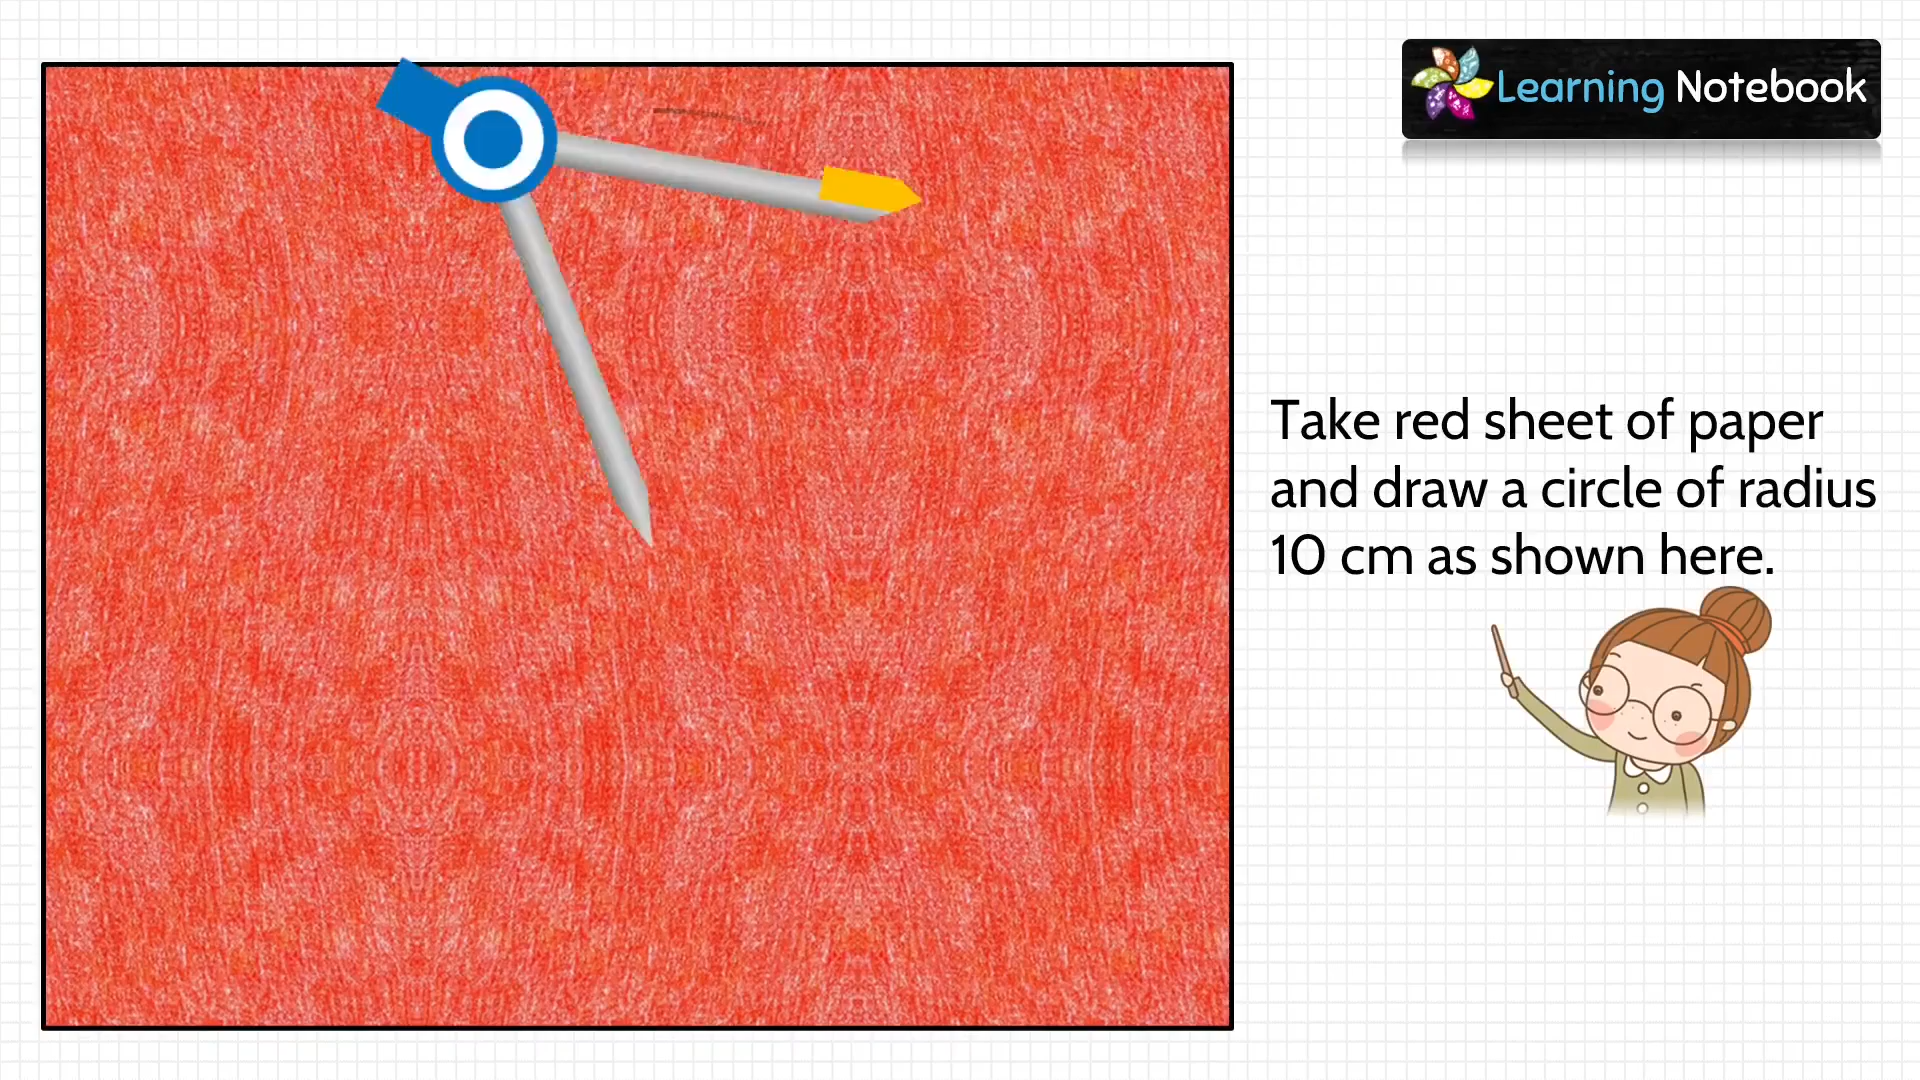 Learning Notebook
Take red sheet of paper
and draw a circle of radius
10 cm as shown here.